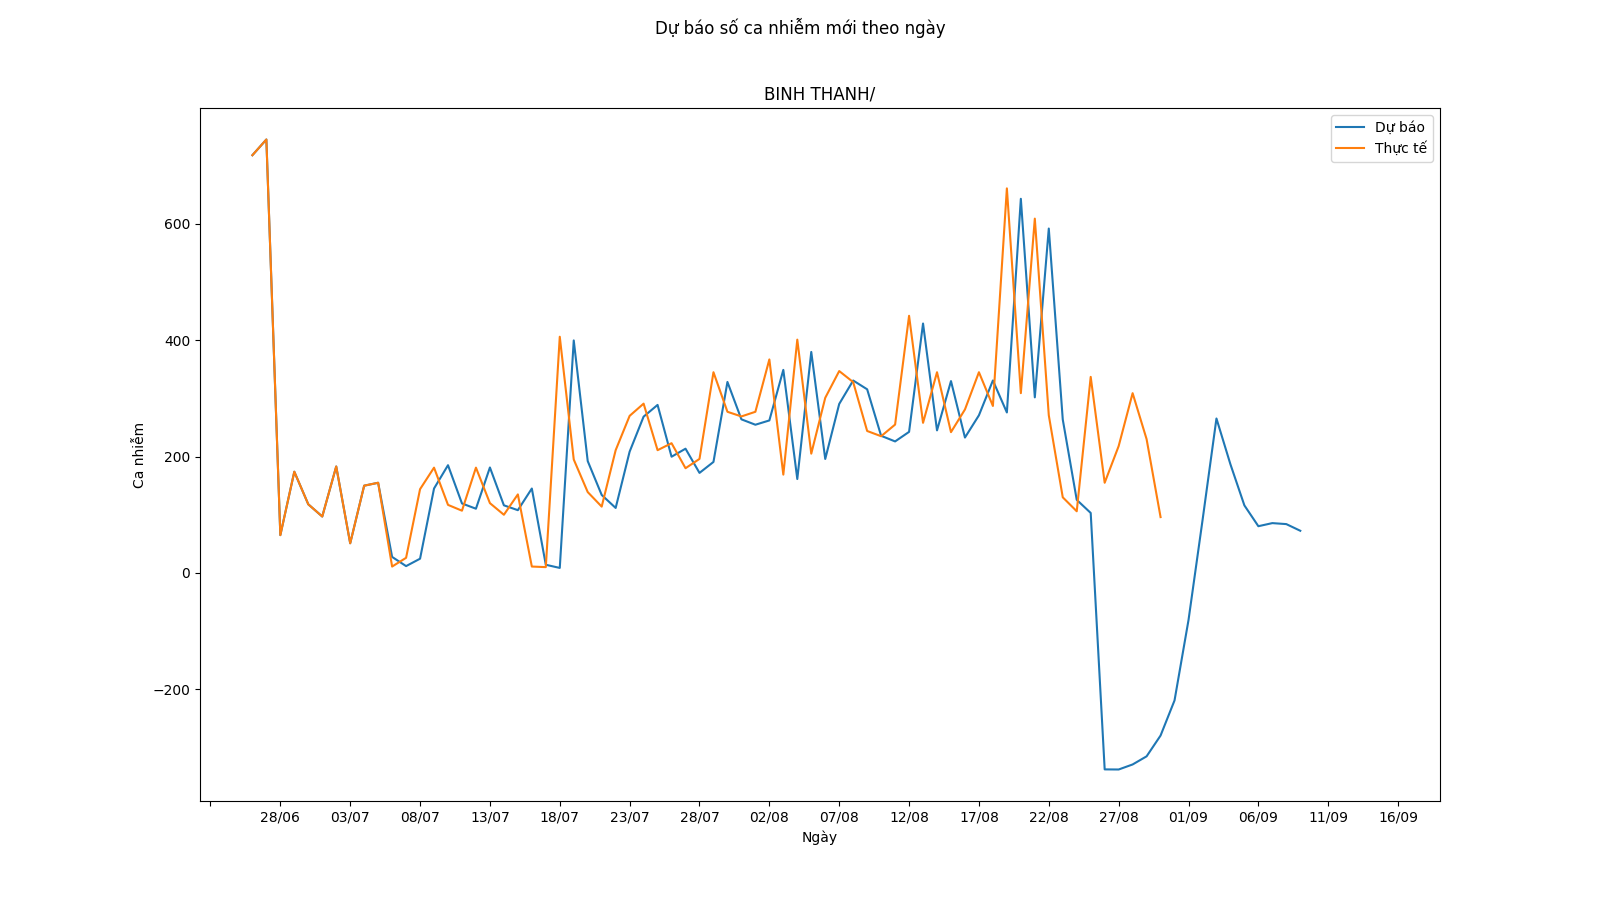 Dự báo số ca nhiễm mới theo ngày
BINH THANH/
Dự báo
Thực tế
Ca nhiễm
600
400
200
0
−200
28/06 03/07 08/07 13/07 18/07 23/07 28/07 02/08 07/08 12/08 17/08 22/08 27/08 01/09 06/09 11/09 16/09
Ngày